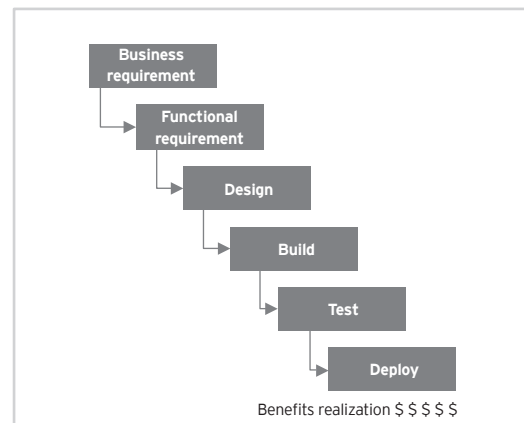 Business
requirement
Functional
requirement
Design
Build
Test
Deploy
Benefits realization $ $ $ $ $